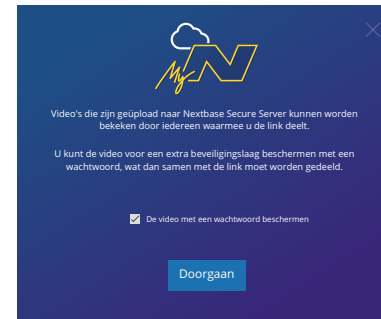 My N
Video's die zijn geüpload naar Nextbase Secure Server kunnen worden
bekeken door iedereen waarmee u de link deelt.
U kunt de video voor een extra beveiligingslaag beschermen met een
wachtwoord, wat dan samen met de link moet worden gedeeld.
De video met een wachtwoord beschermen
Doorgaan